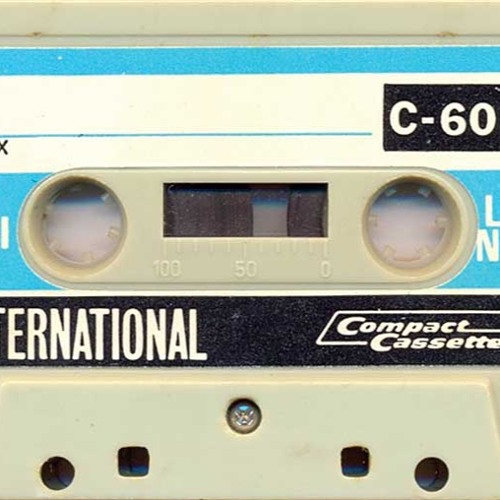 C-60
X
I
L
N
100 50 0
TERNATIONAL
Compact
Cassette